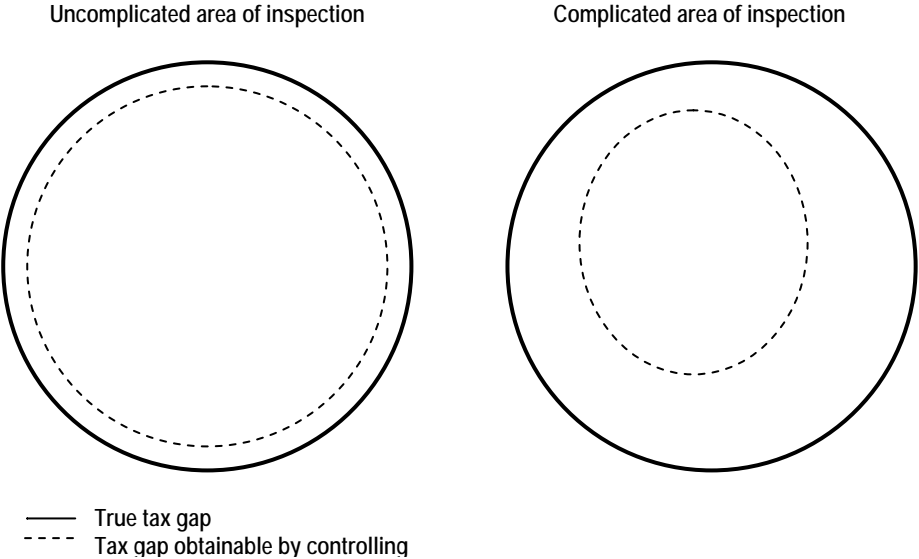 Uncomplicated area of inspection
Complicated area of inspection
True tax gap
Tax gap obtainable by controlling